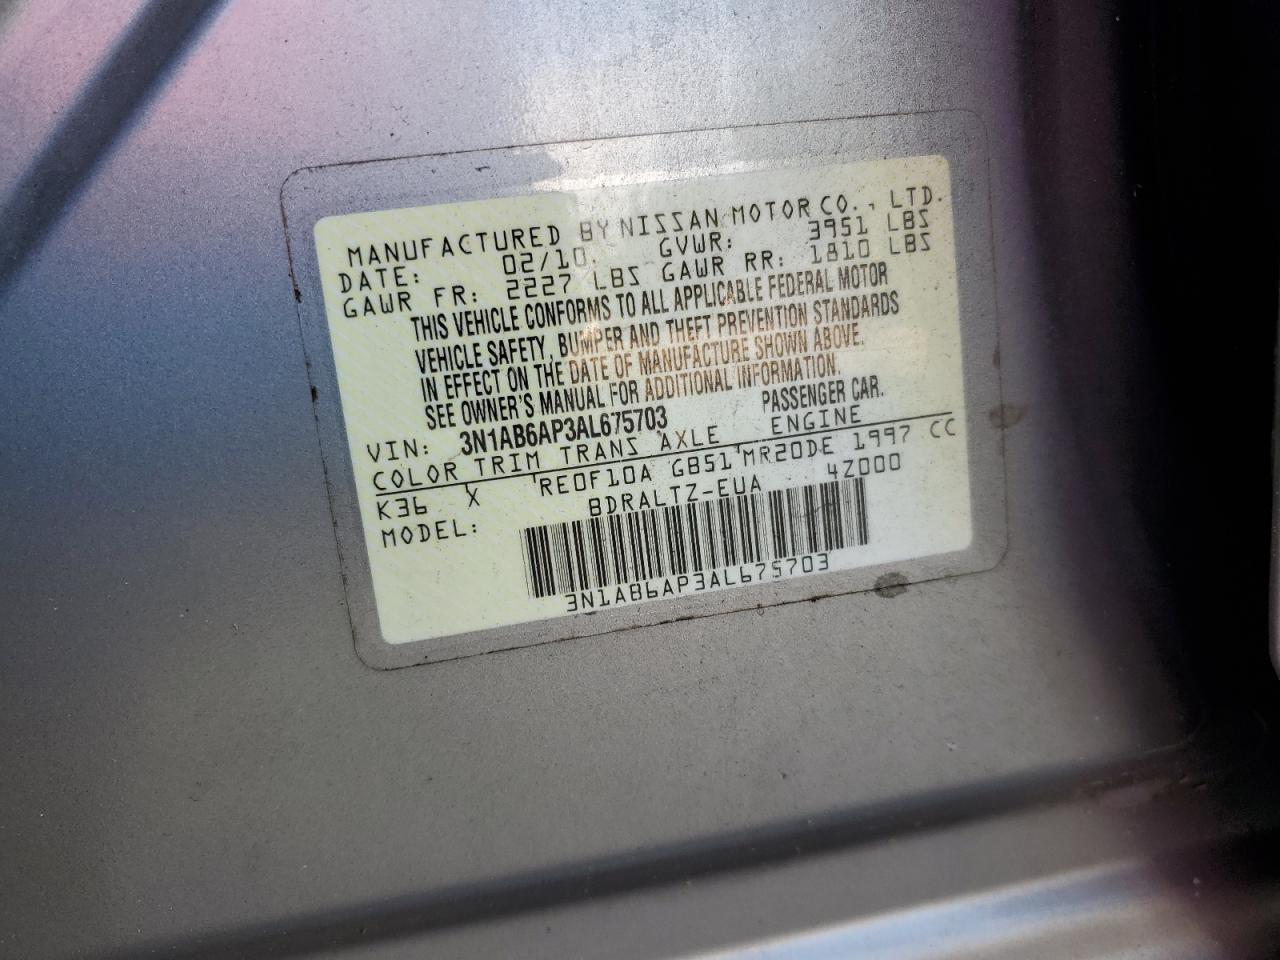 MANUFACTURED BY NISSAN MOTOR CO., LTD.
DATE: 02/10. GVWR: 3951 LBS
GAWR FR: 2227 LBS GAWR RR: 1810 LBS
THIS VEHICLE CONFORMS TO ALL APPLICABLE FEDERAL MOTOR
VEHICLE SAFETY, BUMPER AND THEFT PREVENTION STANDARDS
IN EFFECT ON THE DATE OF MANUFACTURE SHOWN ABOVE.
SEE OWNER'S MANUAL FOR ADDITIONAL INFORMATION.
VIN: 3N1AB6AP3AL675703 PASSENGER CAR.
COLOR TRIM TRANS AXLE ENGINE
K36 X RE0F10A GB51 MR20DE 1997 CC
MODEL: BDRALTZ-EUA 4Z000
3N1AB6AP3AL675703